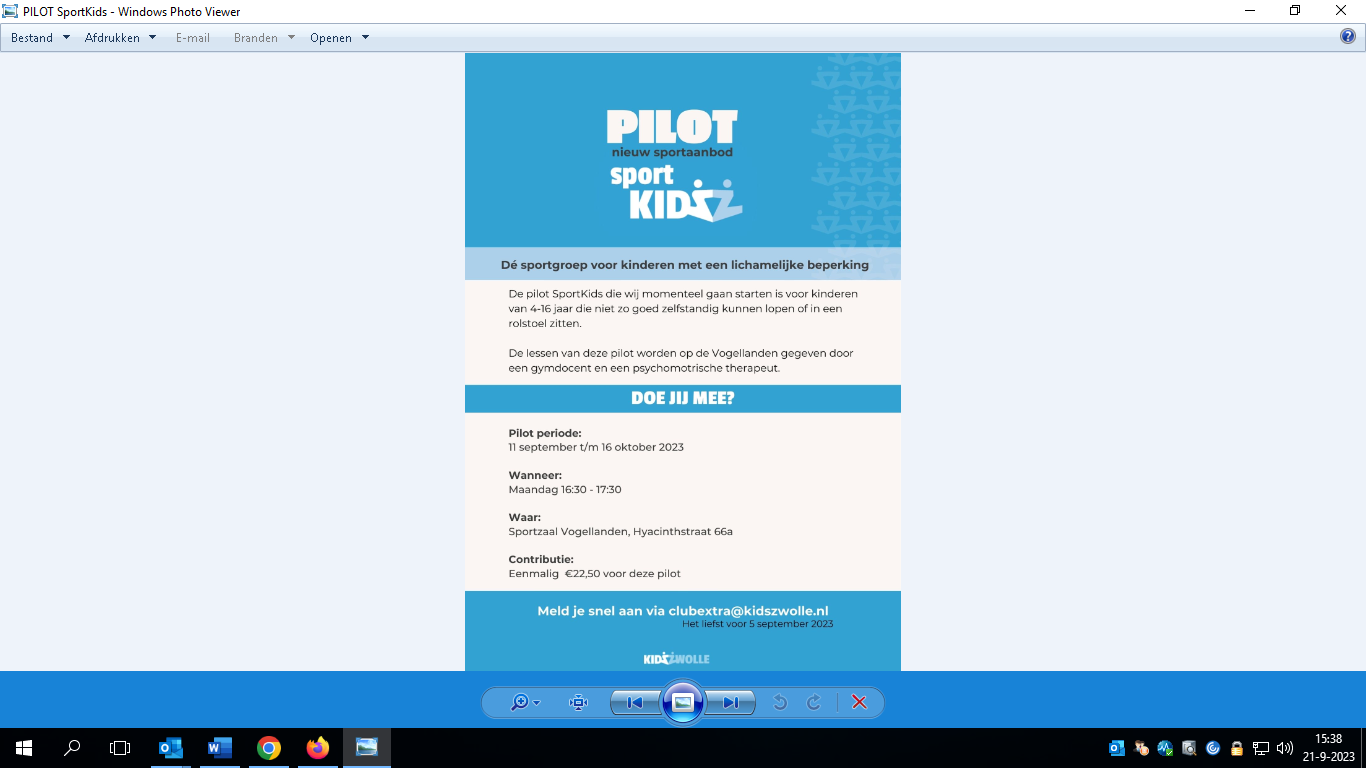 PILOT SportKids - Windows Photo Viewer
Bestand Afdrukken E-mail Branden Openen
PILOT
nieuw sportaanbod
sport
KIDSZ
Dé sportgroep voor kinderen met een lichamelijke beperking
De pilot SportKids die wij momenteel gaan starten is voor kinderen
van 4-16 jaar die niet zo goed zelfstandig kunnen lopen of in een
rolstoel zitten.
De lessen van deze pilot worden op de Vogellanden gegeven door
een gymdocent en een psychomotrische therapeut.
DOE JIJ MEE?
Pilot periode:
11 september t/m 16 oktober 2023
Wanneer:
Maandag 16:30 - 17:30
Waar:
Sportzaal Vogellanden, Hyacinthstraat 66a
Contributie:
Eenmalig €22,50 voor deze pilot
Meld je snel aan via clubextra@kidszwolle.nl
Het liefst voor 5 september 2023
KIDSZWOLLE
15:38
21-9-2023